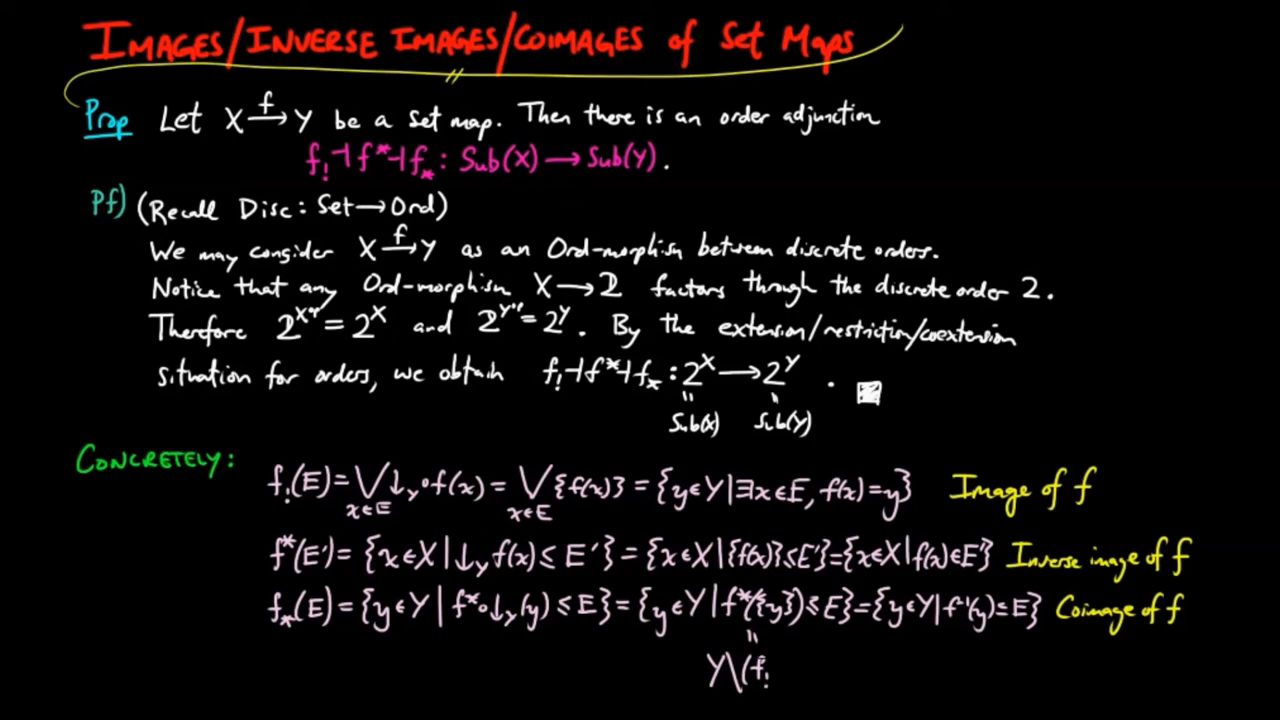 IMAGES/INVERSE IMAGES/COIMAGES of Set Maps
Prop Let X →f Y be a set map. Then there is an order adjunction
f! ⊣ f* ⊣ f* : Sub(X) → Sub(Y).
Pf) (Recall Disc: Set → Ord)
We may consider X →f Y as an Ord-morphism between discrete orders.
Notice that any Ord-morphism X → 2 factors through the discrete order 2.
Therefore 2^X^op = 2^X and 2^Y^op = 2^Y. By the extension/restriction/coextension
situation for orders, we obtain f! ⊣ f* ⊣ f* : 2^X → 2^Y.
= =
Sub(X) Sub(Y)
CONCRETELY:
f!(E) = ⋁_{x∈E} ↓_Y∘f(x) = ⋁_{x∈E} {f(x)} = {y∈Y | ∃x∈E, f(x)=y} Image of f
f*(E') = {x∈X | ↓_Y f(x) ≤ E'} = {x∈X | {f(x)} ≤ E'} = {x∈X | f(x)∈E'} Inverse image of f
f_*(E) = {y∈Y | f*∘↓_Y(y) ≤ E} = {y∈Y | f*({y}) ≤ E} = {y∈Y | f⁻¹(y) ≤ E} Coimage of f
=
Y\(f!